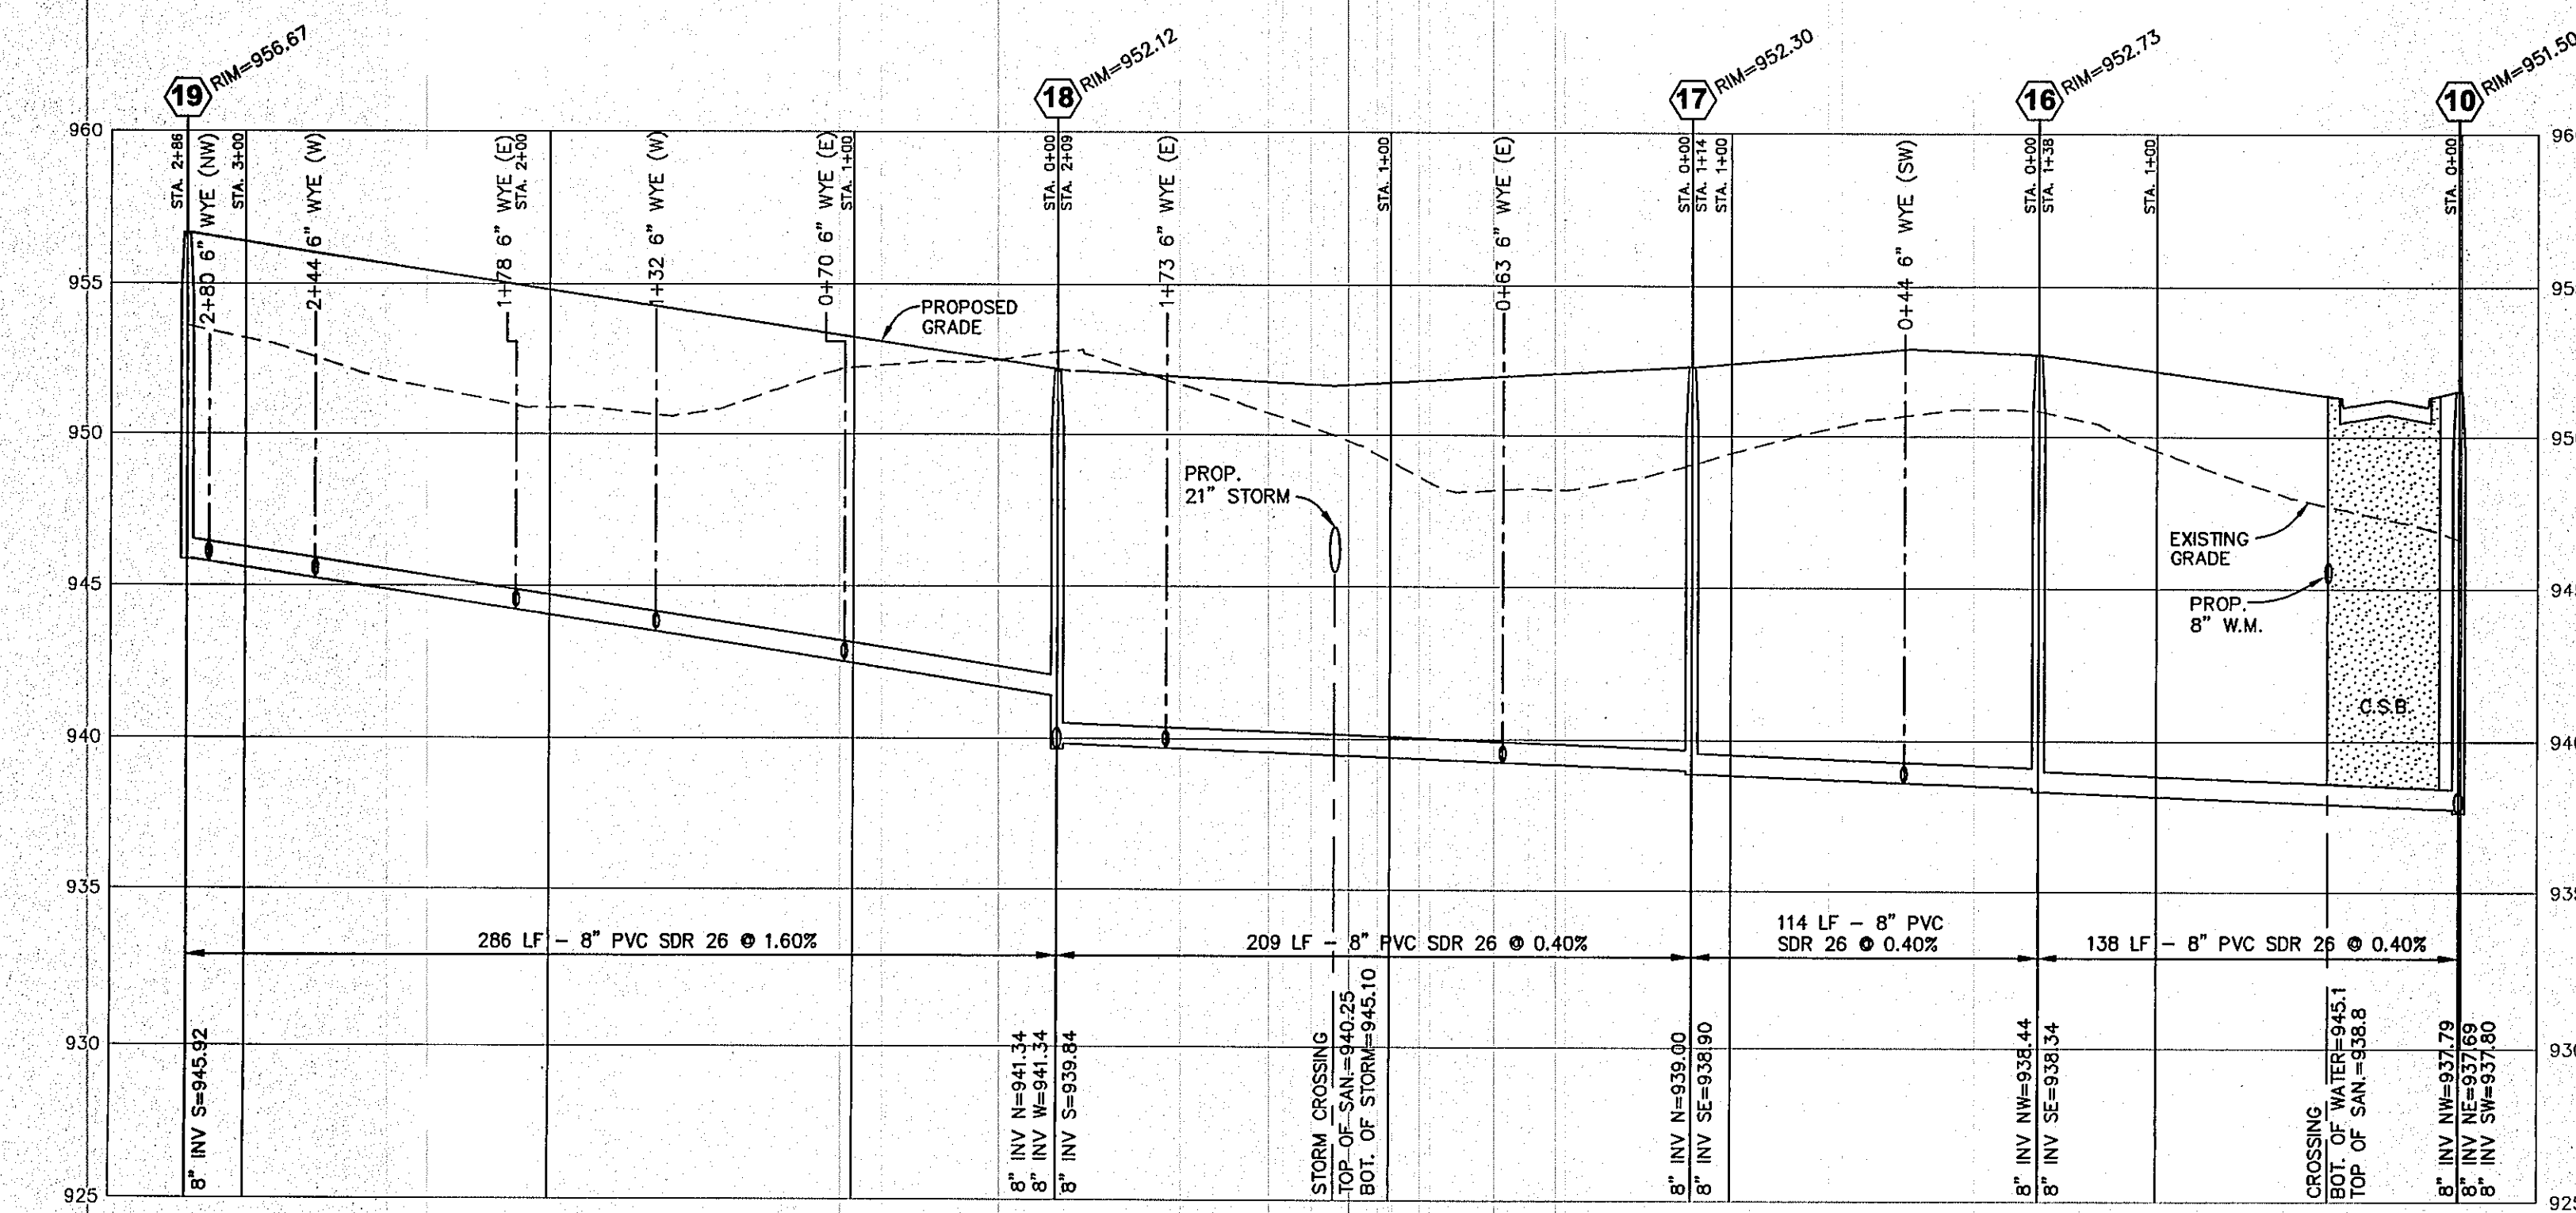 19 RIM=956.67
18 RIM=952.12
17 RIM=952.30
16 RIM=952.73
10 RIM=951.50
960
STA. 2+86
2+80 6" WYE (NW)
STA. 3+00
2+44 6" WYE (W)
1+78 6" WYE (E)
STA. 2+00
1+32 6" WYE (W)
0+70 6" WYE (E)
STA. 1+00
STA. 0+00
STA. 2+09
1+73 6" WYE (E)
STA. 1+00
0+63 6" WYE (E)
STA. 0+00
STA. 1+14
STA. 1+00
0+44 6" WYE (SW)
STA. 0+00
STA. 1+38
STA. 1+00
STA. 0+00
955
PROPOSED
GRADE
950
PROP.
21" STORM
EXISTING
GRADE
945
PROP.
8" W.M.
C.S.B.
940
935
286 LF - 8" PVC SDR 26 @ 1.60%
209 LF - 8" PVC SDR 26 @ 0.40%
114 LF - 8" PVC
SDR 26 @ 0.40%
138 LF - 8" PVC SDR 26 @ 0.40%
930
930
8" INV S=945.92
8" INV N=941.34
8" INV W=941.34
8" INV S=939.84
STORM CROSSING
TOP OF SAN.=940.25
BOT. OF STORM=945.10
8" INV N=939.00
8" INV SE=938.90
8" INV NW=938.44
8" INV SE=938.34
CROSSING
BOT. OF WATER=945.1
TOP OF SAN.=938.8
8" INV NW=937.79
8" INV NE=937.69
8" INV SW=937.80
925
925